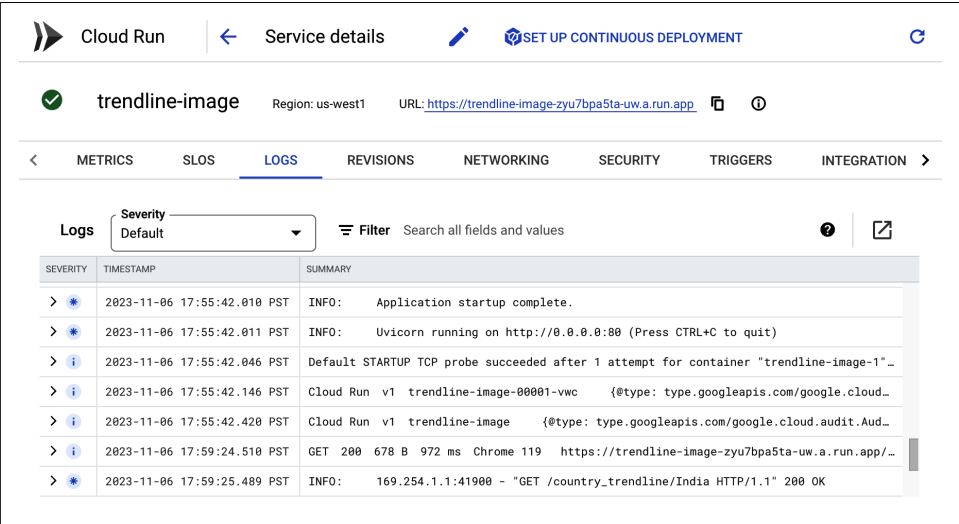 Cloud Run Service details SET UP CONTINUOUS DEPLOYMENT
trendline-image Region: us-west1 URL: https://trendline-image-zyu7bpa5ta-uw.a.run.app
METRICS SLOS LOGS REVISIONS NETWORKING SECURITY TRIGGERS INTEGRATION
Severity
Logs Default Filter Search all fields and values
SEVERITY TIMESTAMP SUMMARY
2023-11-06 17:55:42.010 PST INFO: Application startup complete.
2023-11-06 17:55:42.011 PST INFO: Uvicorn running on http://0.0.0.0:80 (Press CTRL+C to quit)
2023-11-06 17:55:42.046 PST Default STARTUP TCP probe succeeded after 1 attempt for container "trendline-image-1"…
2023-11-06 17:55:42.146 PST Cloud Run v1 trendline-image-00001-vwc {@type: type.googleapis.com/google.cloud…
2023-11-06 17:55:42.420 PST Cloud Run v1 trendline-image {@type: type.googleapis.com/google.cloud.audit.Aud…
2023-11-06 17:59:24.510 PST GET 200 678 B 972 ms Chrome 119 https://trendline-image-zyu7bpa5ta-uw.a.run.app/…
2023-11-06 17:59:25.489 PST INFO: 169.254.1.1:41900 - "GET /country_trendline/India HTTP/1.1" 200 OK